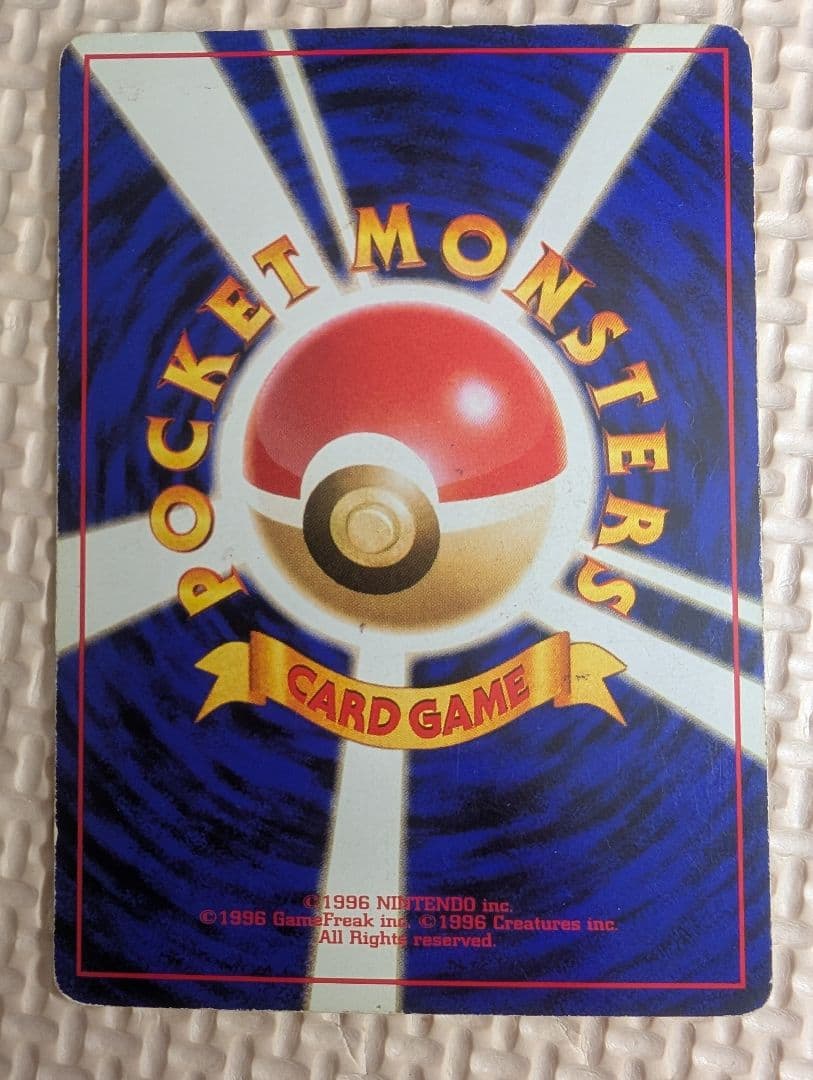 POCKET MONSTERS
CARD GAME
©1996 NINTENDO inc.
©1996 GameFreak inc. ©1996 Creatures inc.
All Rights reserved.